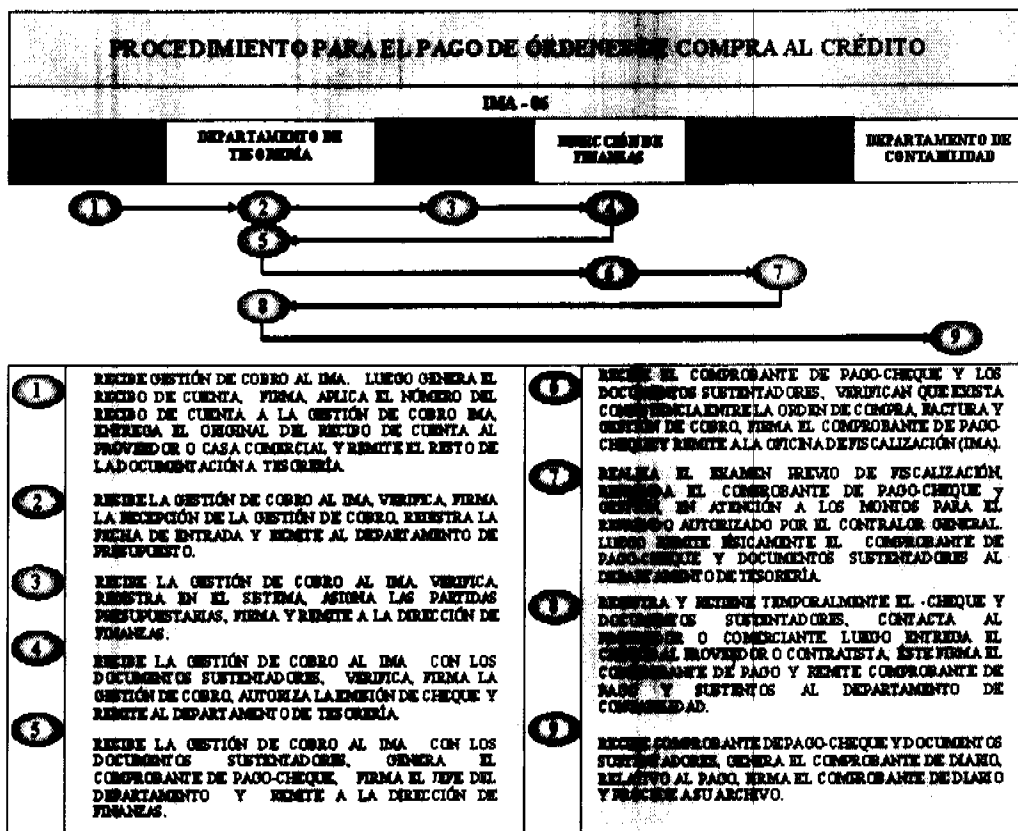 PROCEDIMIENTO PARA EL PAGO DE ÓRDENES DE COMPRA AL CRÉDITO
IMA - 06
DEPARTAMENTO DE
TESORERÍA
DIRECCIÓN DE
FINANZAS
DEPARTAMENTO DE
CONTABILIDAD
1
2
3
4
5
6
7
8
9
1
RECIBE GESTIÓN DE COBRO AL IMA. LUEGO GENERA EL
RECIBO DE CUENTA, FIRMA, APLICA EL NÚMERO DEL
RECIBO DE CUENTA A LA GESTIÓN DE COBRO IMA,
ENTREGA EL ORIGINAL DEL RECIBO DE CUENTA AL
PROVEEDOR O CASA COMERCIAL Y REMITE EL RESTO DE
LA DOCUMENTACIÓN A TESORERÍA.
2
RECIBE LA GESTIÓN DE COBRO AL IMA, VERIFICA, FIRMA
LA RECEPCIÓN DE LA GESTIÓN DE COBRO, REGISTRA LA
FECHA DE ENTRADA Y REMITE AL DEPARTAMENTO DE
PRESUPUESTO.
3
RECIBE LA GESTIÓN DE COBRO AL IMA, VERIFICA,
REGISTRA EN EL SISTEMA, ASIGNA LAS PARTIDAS
PRESUPUESTARIAS, FIRMA Y REMITE A LA DIRECCIÓN DE
FINANZAS.
4
RECIBE LA GESTIÓN DE COBRO AL IMA CON LOS
DOCUMENTOS SUSTENTADORES, VERIFICA, FIRMA LA
GESTIÓN DE COBRO, AUTORIZA LA EMISIÓN DE CHEQUE Y
REMITE AL DEPARTAMENTO DE TESORERÍA.
5
RECIBE LA GESTIÓN DE COBRO AL IMA CON LOS
DOCUMENTOS SUSTENTADORES, GENERA EL
COMPROBANTE DE PAGO-CHEQUE, FIRMA EL JEFE DEL
DEPARTAMENTO Y REMITE A LA DIRECCIÓN DE
FINANZAS.
6
RECIBE EL COMPROBANTE DE PAGO-CHEQUE Y LOS
DOCUMENTOS SUSTENTADORES, VERIFICAN QUE EXISTA
CONSISTENCIA ENTRE LA ORDEN DE COMPRA, FACTURA Y
GESTIÓN DE COBRO, FIRMA EL COMPROBANTE DE PAGO-
CHEQUE Y REMITE A LA OFICINA DE FISCALIZACIÓN (IMA).
7
REALIZA EL EXAMEN PREVIO DE FISCALIZACIÓN,
REFRENDA EL COMPROBANTE DE PAGO-CHEQUE Y
GESTIÓN, EN ATENCIÓN A LOS MONTOS PARA EL
REFRENDO AUTORIZADO POR EL CONTRALOR GENERAL.
LUEGO REMITE FÍSICAMENTE EL COMPROBANTE DE
PAGO-CHEQUE Y DOCUMENTOS SUSTENTADORES AL
DEPARTAMENTO DE TESORERÍA.
8
REGISTRA Y RETIENE TEMPORALMENTE EL -CHEQUE Y
DOCUMENTOS SUSTENTADORES, CONTACTA AL
PROVEEDOR O COMERCIANTE. LUEGO ENTREGA EL
CHEQUE AL PROVEEDOR O CONTRATISTA, ÉSTE FIRMA EL
COMPROBANTE DE PAGO Y REMITE COMPROBANTE DE
PAGO Y SUSTENTOS AL DEPARTAMENTO DE
CONTABILIDAD.
9
RECIBE COMPROBANTE DE PAGO-CHEQUE Y DOCUMENTOS
SUSTENTADORES, GENERA EL COMPROBANTE DE DIARIO,
RELATIVO AL PAGO, FIRMA EL COMPROBANTE DE DIARIO
Y PROCEDE A SU ARCHIVO.